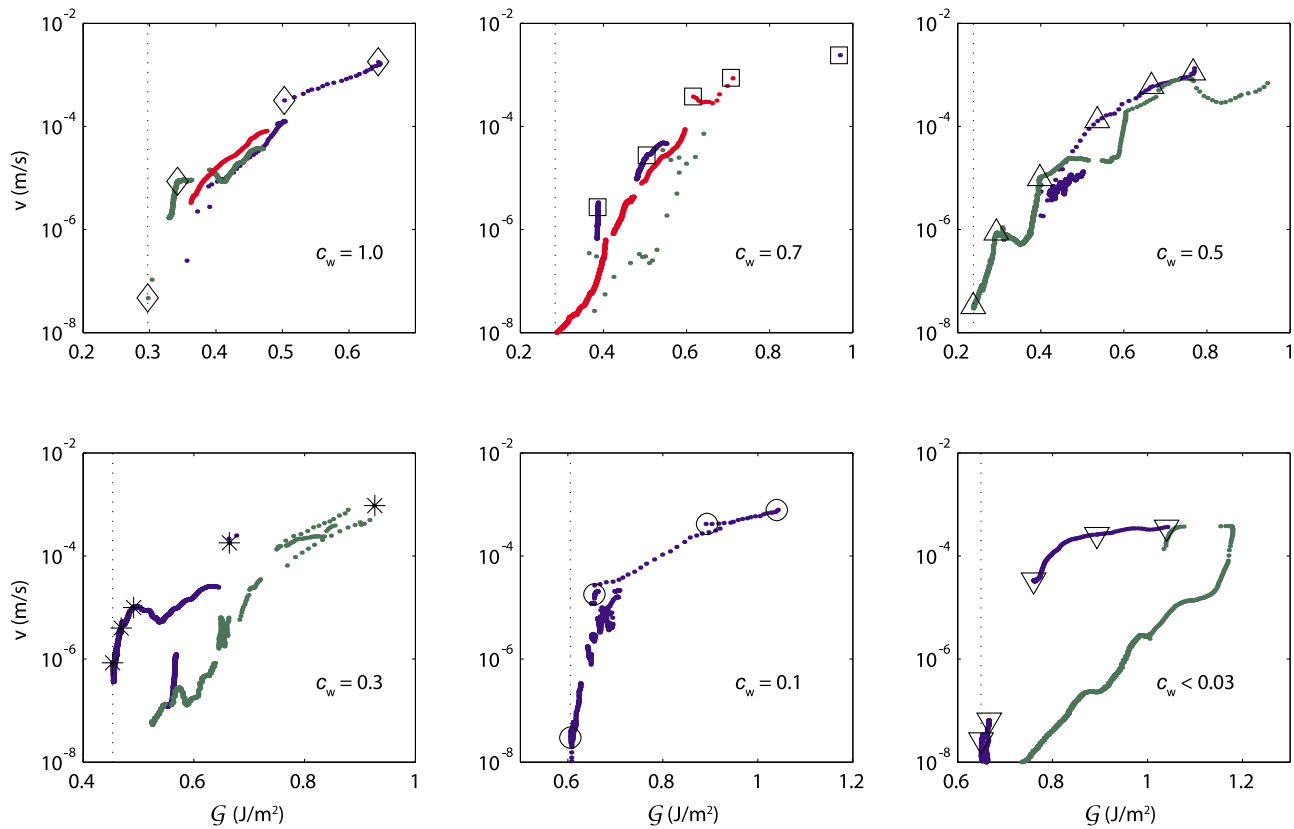 10⁻²
10⁻⁴
10⁻⁶
10⁻⁸
v (m/s)
0.2 0.3 0.4 0.5 0.6
c_w = 1.0
10⁻²
10⁻⁴
10⁻⁶
10⁻⁸
0.2 0.4 0.6 0.8 1
c_w = 0.7
10⁻²
10⁻⁴
10⁻⁶
10⁻⁸
0.2 0.4 0.6 0.8 1
c_w = 0.5
10⁻²
10⁻⁴
10⁻⁶
10⁻⁸
v (m/s)
0.4 0.6 0.8 1
c_w = 0.3
𝒢 (J/m²)
10⁻²
10⁻⁴
10⁻⁶
10⁻⁸
0.6 0.8 1 1.2
c_w = 0.1
𝒢 (J/m²)
10⁻²
10⁻⁴
10⁻⁶
10⁻⁸
0.6 0.8 1 1.2
c_w < 0.03
𝒢 (J/m²)